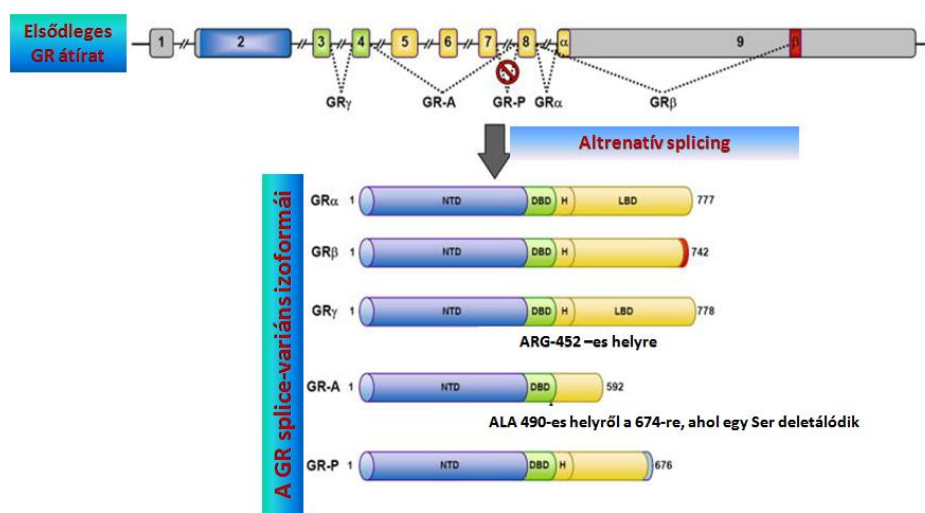 Elsődleges
GR átírat
1 2 3 4 5 6 7 8 α 9 β
GRγ GR-A GR-P GRα GRβ
Altrenatív splicing
A GR splice-variáns izoformái
GRα 1 NTD DBD H LBD 777
GRβ 1 NTD DBD H 742
GRγ 1 NTD DBD H LBD 778
ARG-452 –es helyre
GR-A 1 NTD DBD 592
ALA 490-es helyről a 674-re, ahol egy Ser deletálódik
GR-P 1 NTD DBD H 676